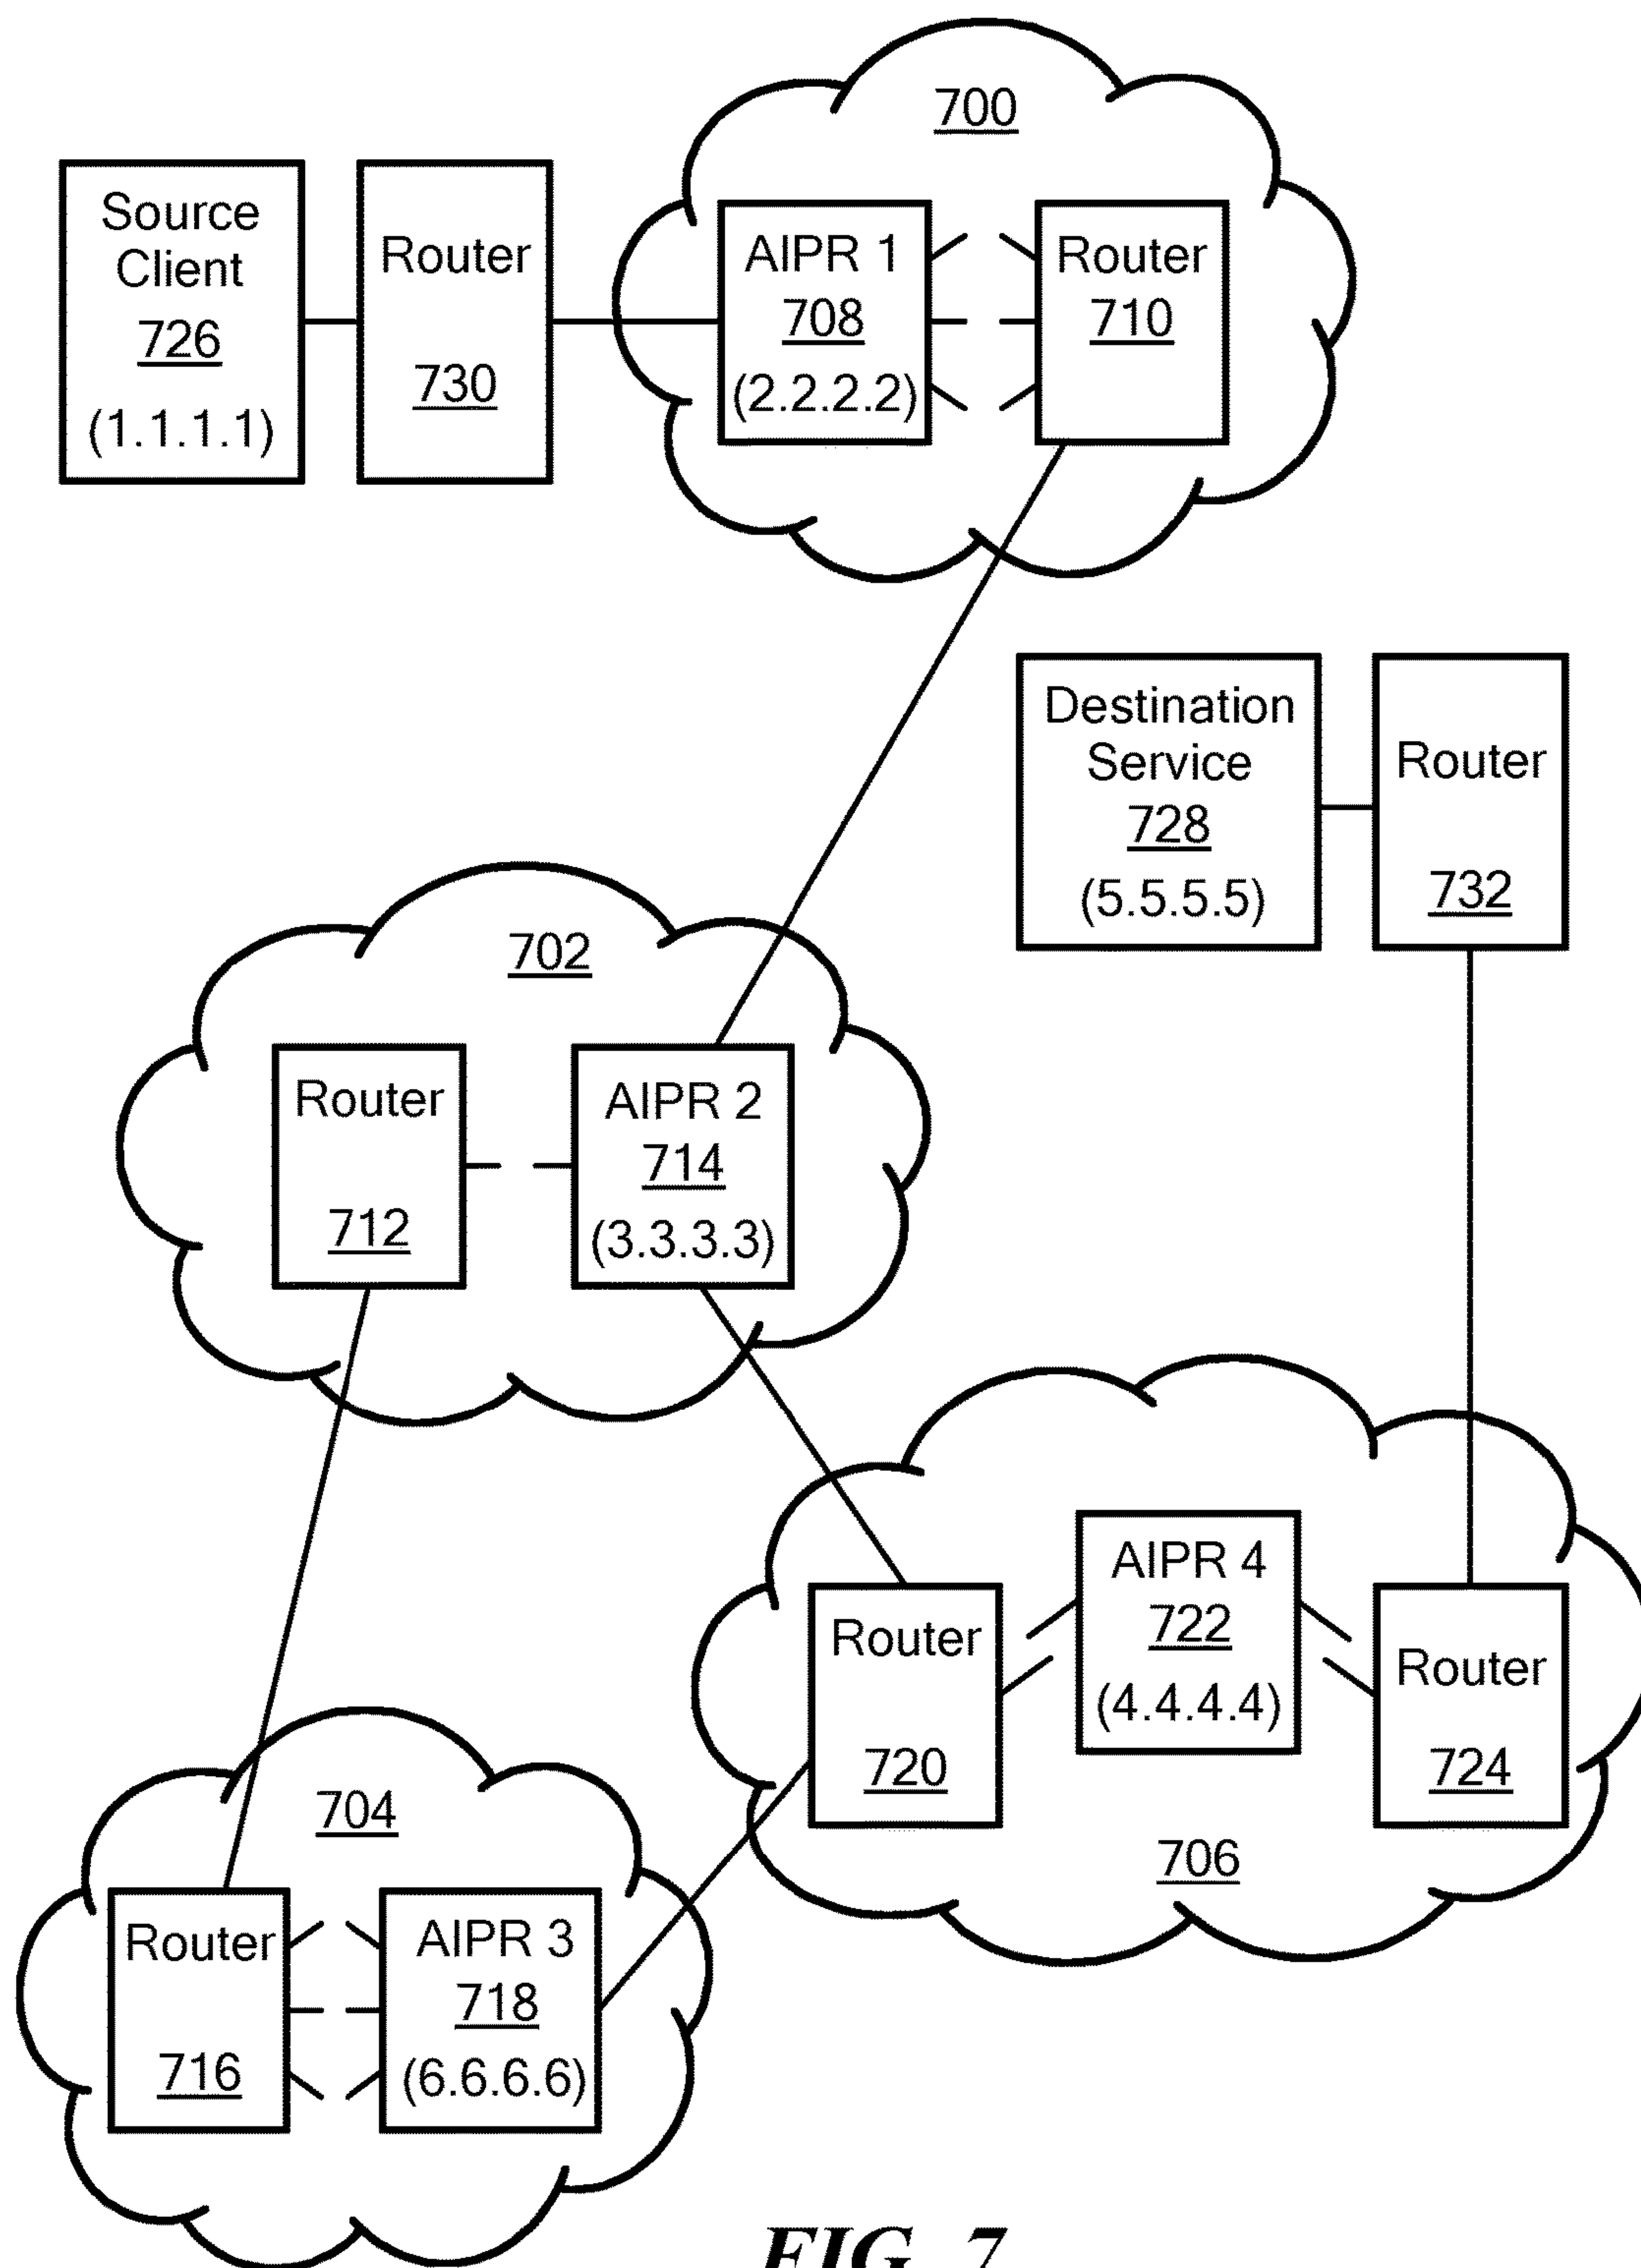 700
Source
Client
726
(1.1.1.1)
Router
730
AIPR 1
708
(2.2.2.2)
Router
710
Destination
Service
728
(5.5.5.5)
Router
732
702
Router
712
AIPR 2
714
(3.3.3.3)
AIPR 4
722
(4.4.4.4)
Router
720
Router
724
706
704
Router
716
AIPR 3
718
(6.6.6.6)
FIG. 7